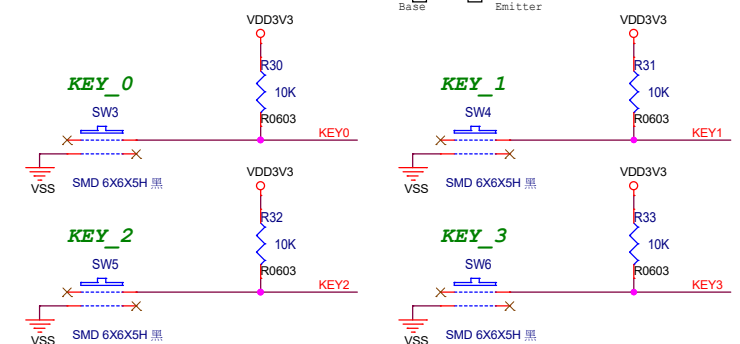 Base Emitter
VDD3V3 VDD3V3
R30 R31
KEY_0 KEY_1
10K 10K
SW3 SW4
R0603 R0603
KEY0 KEY1
VSS SMD 6X6X5H 黑 VSS SMD 6X6X5H 黑
VDD3V3 VDD3V3
R32 R33
KEY_2 KEY_3
10K 10K
SW5 SW6
R0603 R0603
KEY2 KEY3
VSS SMD 6X6X5H 黑 VSS SMD 6X6X5H 黑